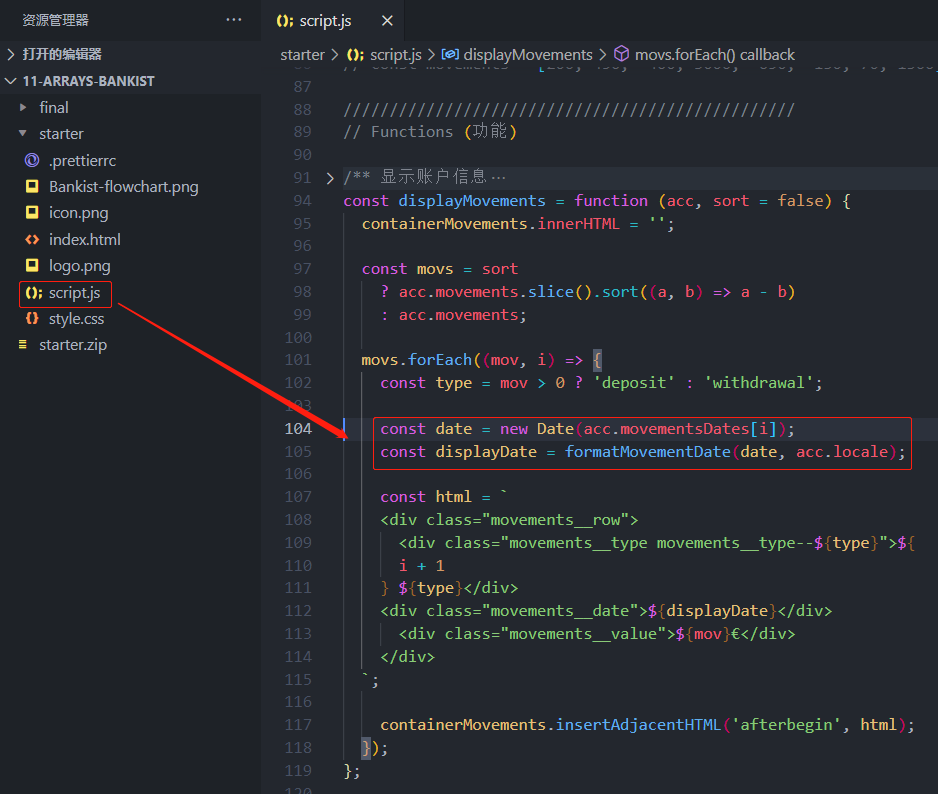 资源管理器
···
script.js
打开的编辑器
11-ARRAYS-BANKIST
final
starter
.prettierrc
Bankist-flowchart.png
icon.png
index.html
logo.png
script.js
style.css
starter.zip
starter > script.js > displayMovements > movs.forEach() callback
87
88 /////////////////////////////////////////////////
89 // Functions (功能)
90
91 /** 显示账户信息···
94 const displayMovements = function (acc, sort = false) {
95 containerMovements.innerHTML = '';
96
97 const movs = sort
98 ? acc.movements.slice().sort((a, b) => a - b)
99 : acc.movements;
100
101 movs.forEach((mov, i) => {
102 const type = mov > 0 ? 'deposit' : 'withdrawal';
103
104 const date = new Date(acc.movementsDates[i]);
105 const displayDate = formatMovementDate(date, acc.locale);
106
107 const html = `
108 <div class="movements__row">
109 <div class="movements__type movements__type--${type}">${
110 i + 1
111 } ${type}</div>
112 <div class="movements__date">${displayDate}</div>
113 <div class="movements__value">${mov}€</div>
114 </div>
115 `;
116
117 containerMovements.insertAdjacentHTML('afterbegin', html);
118 });
119 };